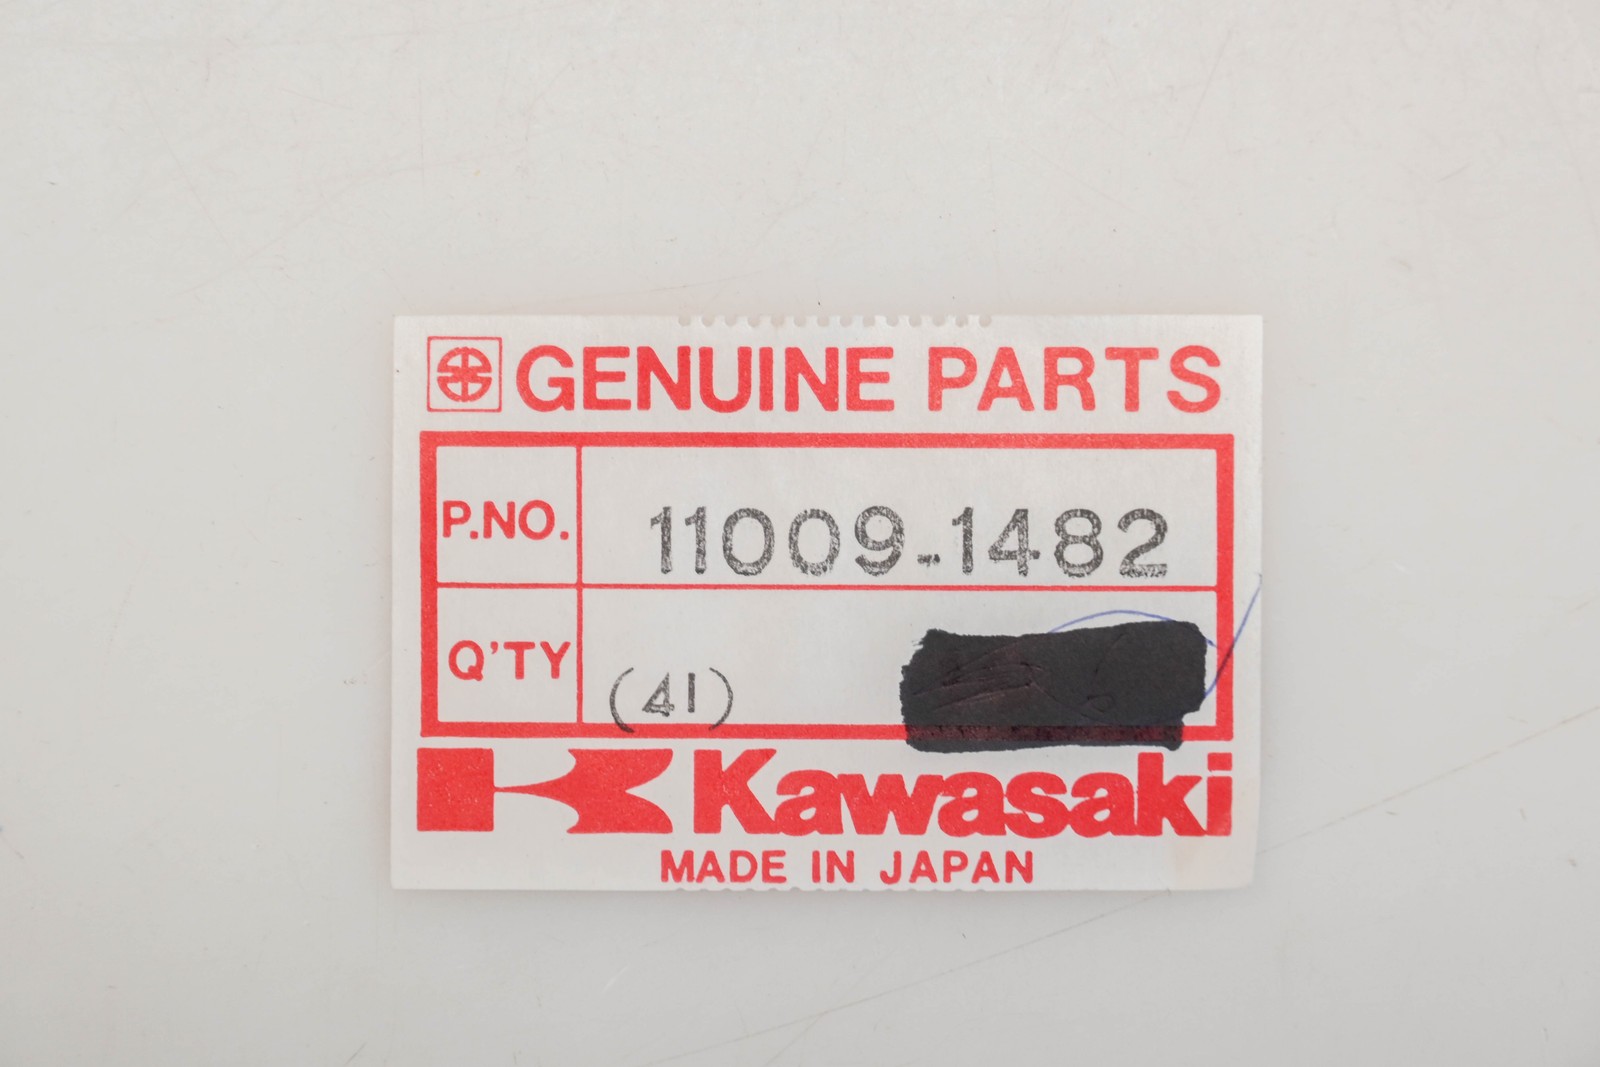 GENUINE PARTS
P.NO. 11009-1482
Q'TY (41)
Kawasaki
MADE IN JAPAN